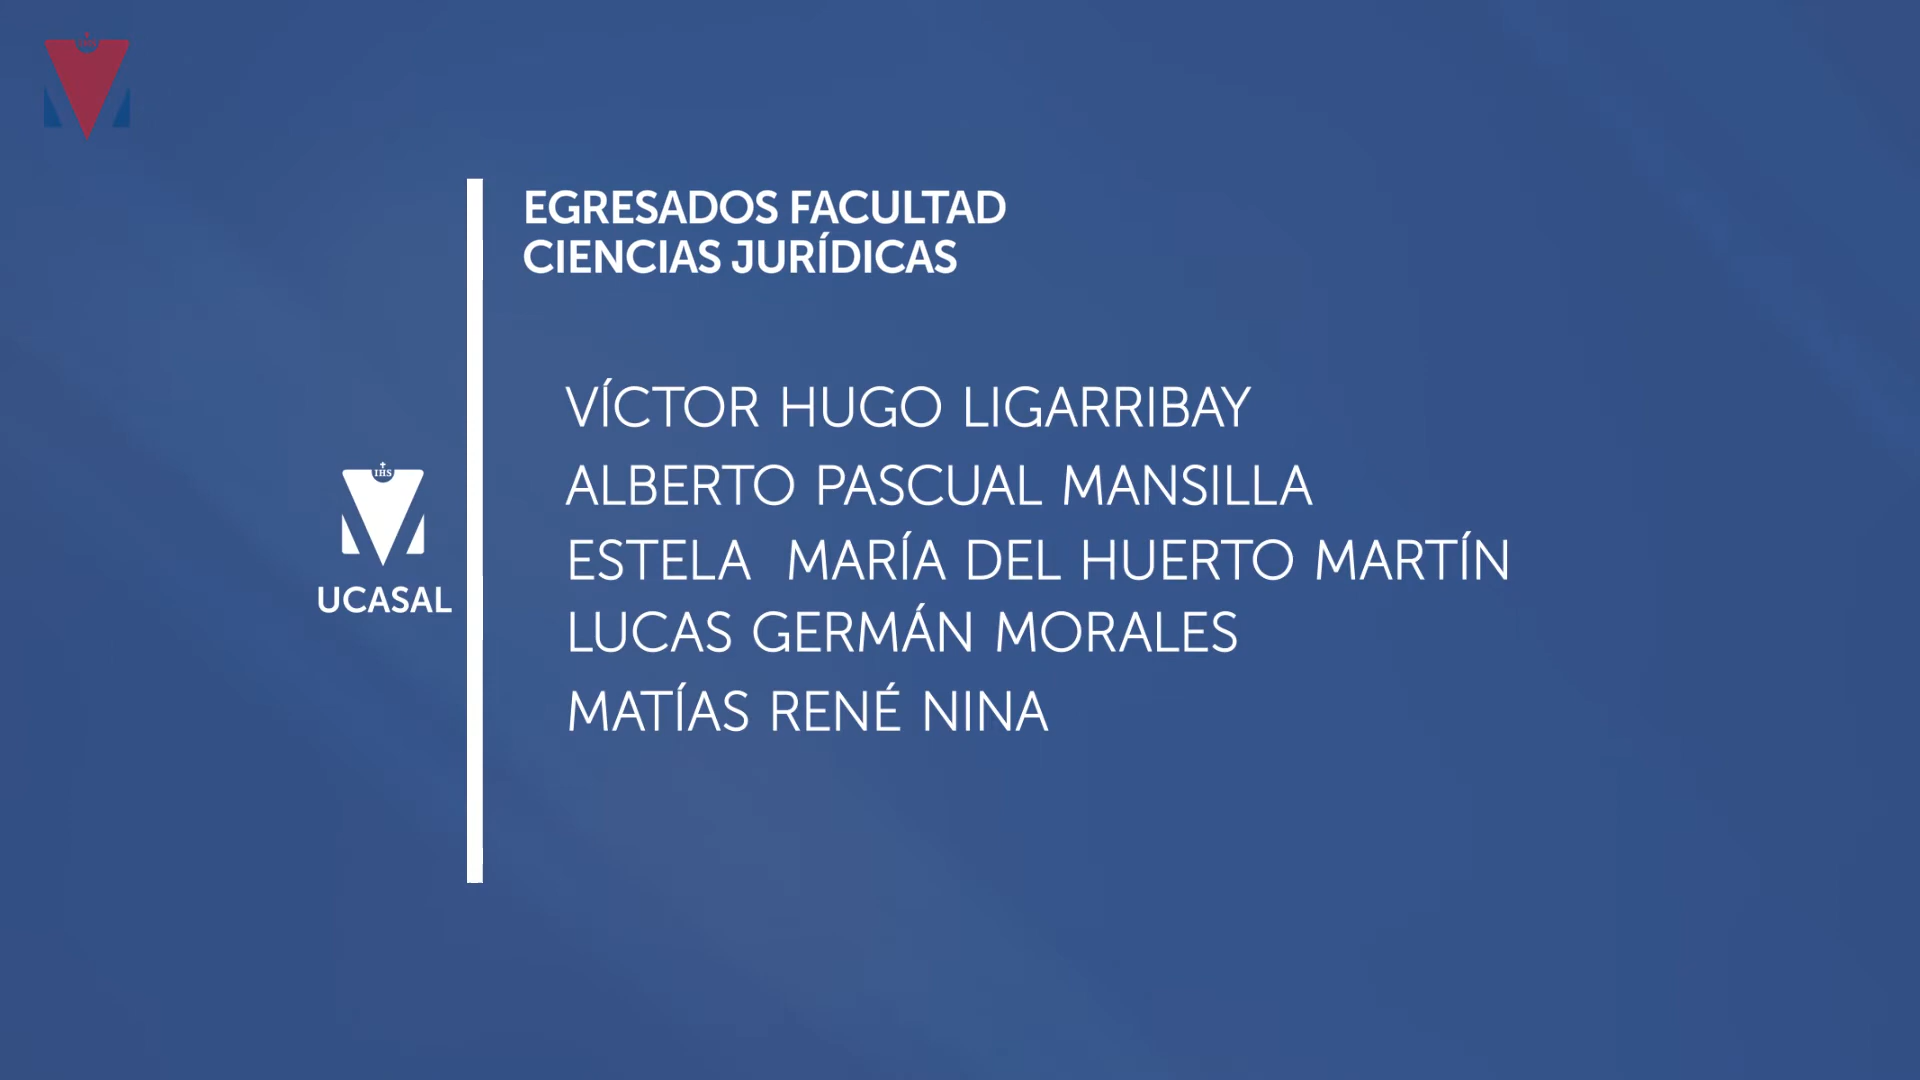 EGRESADOS FACULTAD
CIENCIAS JURÍDICAS
VÍCTOR HUGO LIGARRIBAY
ALBERTO PASCUAL MANSILLA
ESTELA  MARÍA DEL HUERTO MARTÍN
LUCAS GERMÁN MORALES
MATÍAS RENÉ NINA
IHS
UCASAL